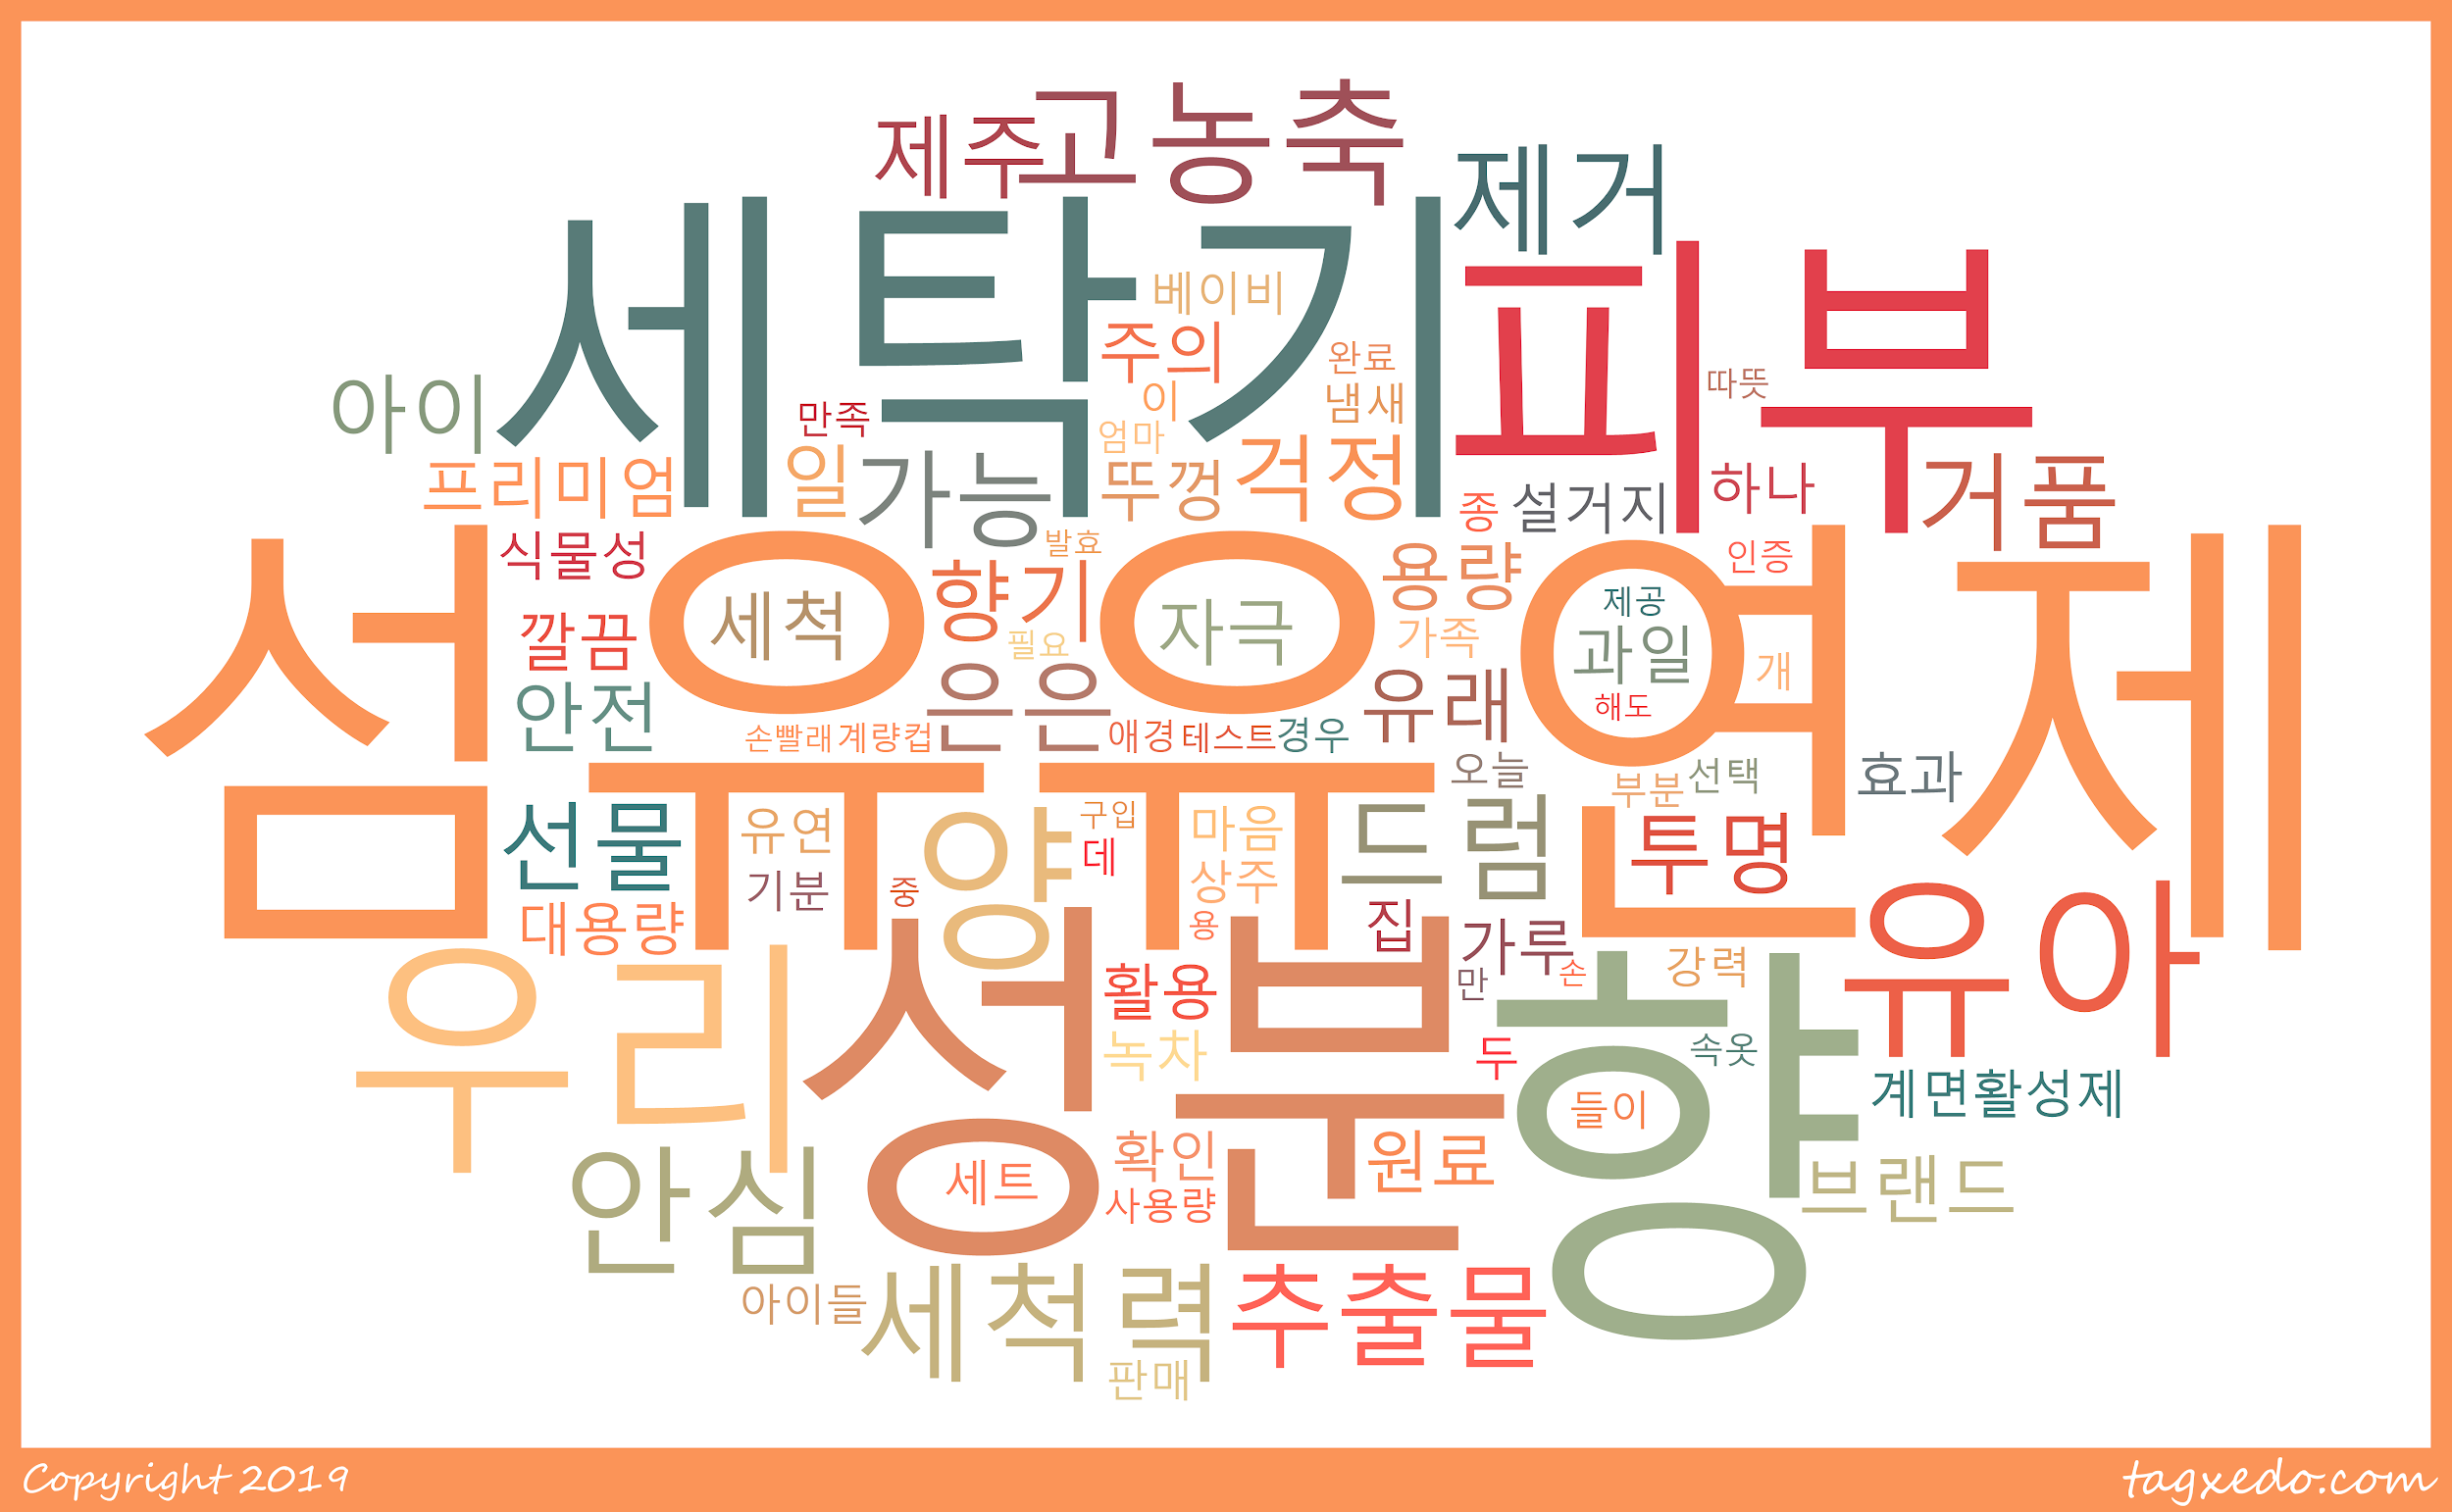 제주
고농축
제거
세탁기
피부
베이비
주의
완료
이
냄새
따뜻
아이
만족
엄마
프리미엄
일
가능
뚜껑
걱정
종
설거지
하나
거품
섬유유연제
식물성
발효
향기
용량
인증
세척
자극
제공
깔끔
필요
가족
과일
개
안전
은은
유래
해도
손빨래
계량컵
애경
테스트
경우
오늘
부분
선택
효과
선물
유연
양
구입
마음
드럼
투명
데
기분
중
상주
대용량
용
집
가루
유아
우리
성분
활용
만
손
강력
향
녹차
두
속옷
들이
계면활성제
안심
세트
확인
원료
브랜드
사용량
아이들
세척력
추출물
판매
Copyright 2019
tagxedo.com